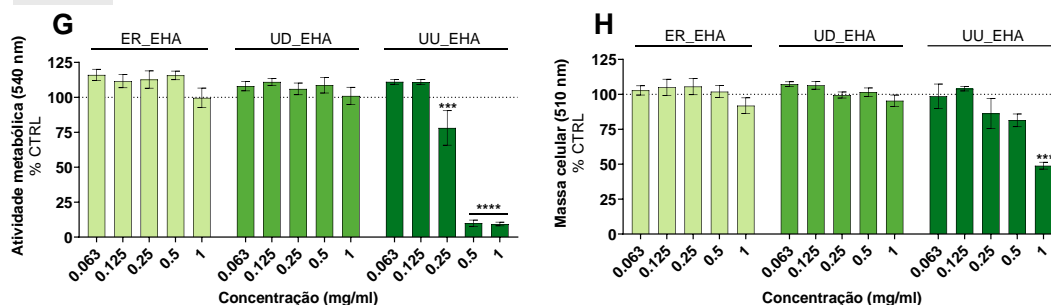 G
ER_EHA UD_EHA UU_EHA
Atividade metabólica (540 nm)
% CTRL
125
100
75
50
25
0
***
****
0.063 0.125 0.25 0.5 1 0.063 0.125 0.25 0.5 1 0.063 0.125 0.25 0.5 1
Concentração (mg/ml)
H
ER_EHA UD_EHA UU_EHA
Massa celular (510 nm)
% CTRL
125
100
75
50
25
0
***
0.063 0.125 0.25 0.5 1 0.063 0.125 0.25 0.5 1 0.063 0.125 0.25 0.5 1
Concentração (mg/ml)